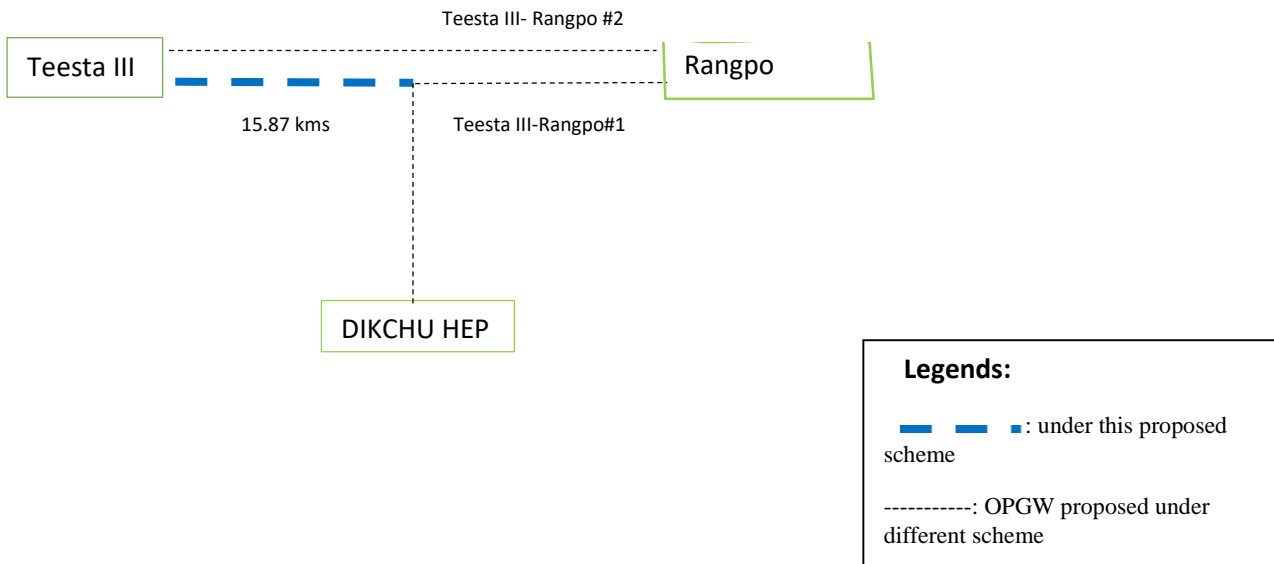 Teesta III- Rangpo #2
Teesta III
Rangpo
15.87 kms
Teesta III-Rangpo#1
DIKCHU HEP
Legends:
: under this proposed
scheme
-----------: OPGW proposed under
different scheme